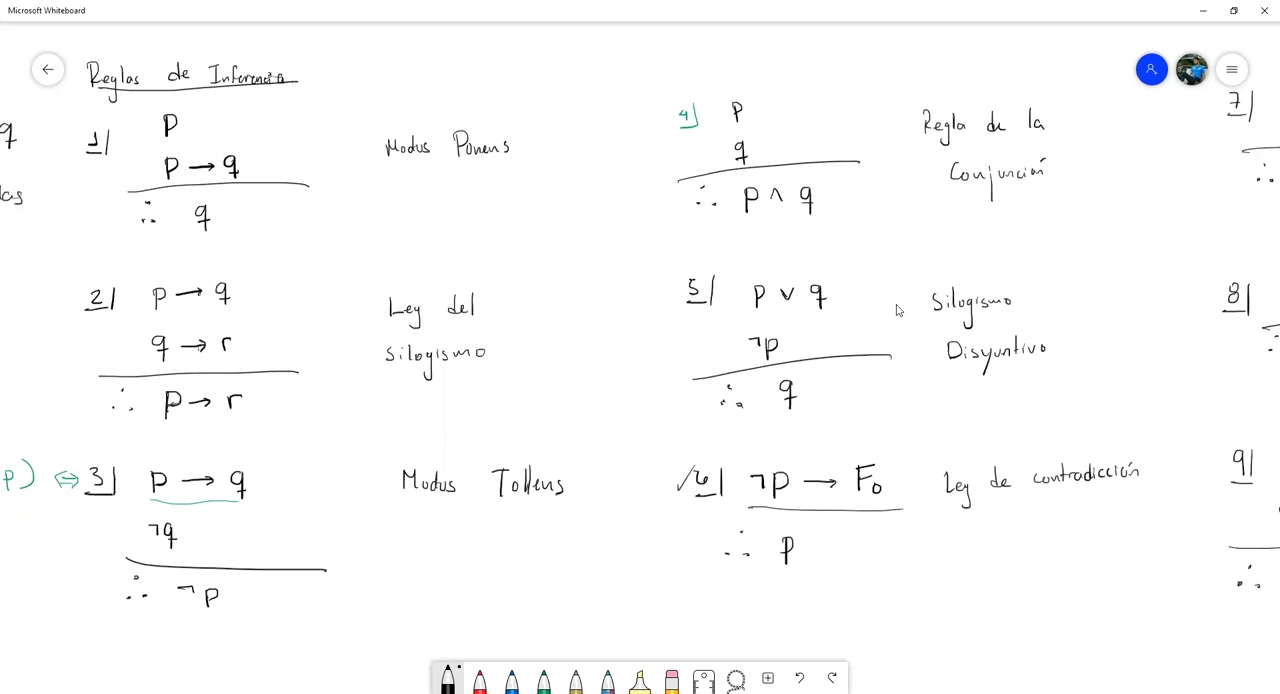 Microsoft Whiteboard
Reglas de Inferencia
q
das
1|
p
p → q
∴ q
Modus Ponens
2|
p → q
q → r
∴ p → r
Ley del
Silogismo
p) ⇔
3|
p → q
¬q
∴ ¬p
Modus Tollens
4|
p
q
∴ p ∧ q
Regla de la
Conjunción
5|
p ∨ q
¬p
∴ q
Silogismo
Disyuntivo
6|
¬p → F₀
∴ p
Ley de contradicción
7|
∴
8|
∴
9|
∴